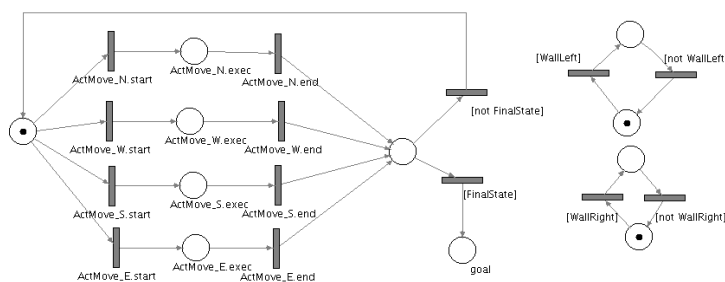 ActMove_N.start
ActMove_N.exec
ActMove_N.end
ActMove_W.start
ActMove_W.exec
ActMove_W.end
ActMove_S.start
ActMove_S.exec
ActMove_S.end
ActMove_E.start
ActMove_E.exec
ActMove_E.end
[not FinalState]
[FinalState]
goal
[WallLeft]
[not WallLeft
[WallRight]
[not WallRight]